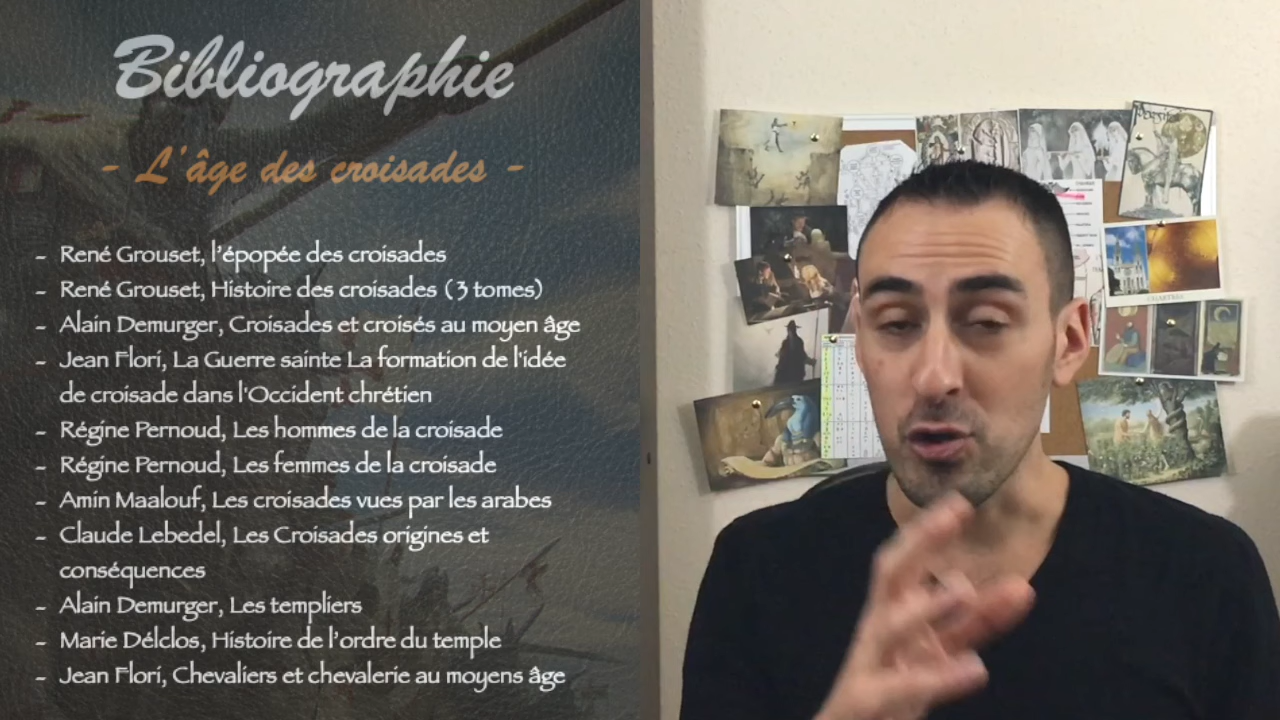 Bibliographie
- L'âge des croisades -
- René Grouset, l'épopée des croisades
- René Grouset, Histoire des croisades (3 tomes)
- Alain Demurger, Croisades et croisés au moyen âge
- Jean Flori, La Guerre sainte La formation de l'idée
de croisade dans l'Occident chrétien
- Régine Pernoud, Les hommes de la croisade
- Régine Pernoud, Les femmes de la croisade
- Amin Maalouf, Les croisades vues par les arabes
- Claude Lebedel, Les Croisades origines et
conséquences
- Alain Demurger, Les templiers
- Marie Délclos, Histoire de l'ordre du temple
- Jean Flori, Chevaliers et chevalerie au moyens âge
CHARTRES